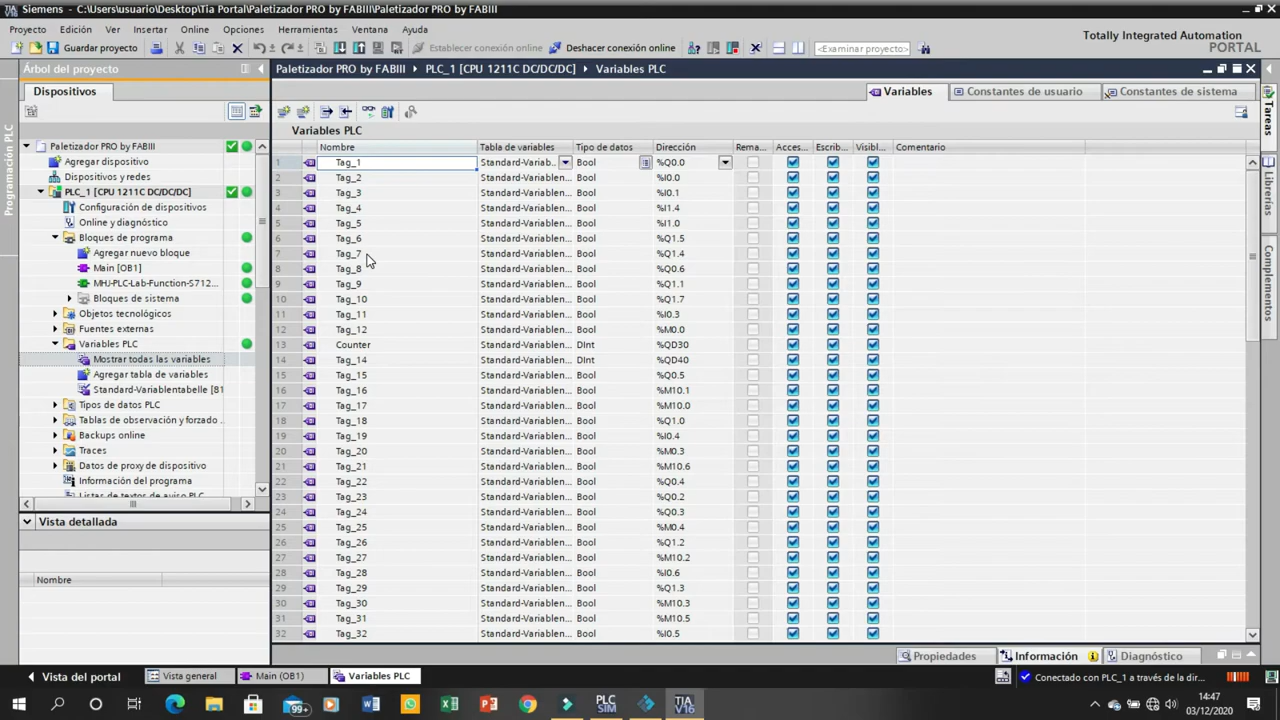 Siemens - C:\Users\usuario\Desktop\Tia Portal\Paletizador PRO by FABIII\Paletizador PRO by FABIII
Proyecto Edición Ver Insertar Online Opciones Herramientas Ventana Ayuda
Totally Integrated Automation
PORTAL
Guardar proyecto Establecer conexión online Deshacer conexión online <Examinar proyecto>
Árbol del proyecto
Dispositivos
Programación PLC
Paletizador PRO by FABIII
Agregar dispositivo
Dispositivos y redes
PLC_1 [CPU 1211C DC/DC/DC]
Configuración de dispositivos
Online y diagnóstico
Bloques de programa
Agregar nuevo bloque
Main [OB1]
MHJ-PLC-Lab-Function-S712...
Bloques de sistema
Objetos tecnológicos
Fuentes externas
Variables PLC
Mostrar todas las variables
Agregar tabla de variables
Standard-Variablentabelle [81
Tipos de datos PLC
Tablas de observación y forzado ...
Backups online
Traces
Datos de proxy de dispositivo
Información del programa
Listas de textos de aviso PLC
Vista detallada
Nombre
Paletizador PRO by FABIII PLC_1 [CPU 1211C DC/DC/DC] Variables PLC
Variables Constantes de usuario Constantes de sistema
Variables PLC
Nombre Tabla de variables Tipo de datos Dirección Rema... Acces... Escrib... Visibl... Comentario
1 Tag_1 Standard-Variab.. Bool %Q0.0
2 Tag_2 Standard-Variablen... Bool %I0.0
3 Tag_3 Standard-Variablen... Bool %I0.1
4 Tag_4 Standard-Variablen... Bool %I1.4
5 Tag_5 Standard-Variablen... Bool %I1.0
6 Tag_6 Standard-Variablen... Bool %Q1.5
7 Tag_7 Standard-Variablen... Bool %Q1.4
8 Tag_8 Standard-Variablen... Bool %Q0.6
9 Tag_9 Standard-Variablen... Bool %Q1.1
10 Tag_10 Standard-Variablen... Bool %Q1.7
11 Tag_11 Standard-Variablen... Bool %I0.3
12 Tag_12 Standard-Variablen... Bool %M0.0
13 Counter Standard-Variablen... DInt %QD30
14 Tag_14 Standard-Variablen... DInt %QD40
15 Tag_15 Standard-Variablen... Bool %Q0.5
16 Tag_16 Standard-Variablen... Bool %M10.1
17 Tag_17 Standard-Variablen... Bool %M10.0
18 Tag_18 Standard-Variablen... Bool %Q1.0
19 Tag_19 Standard-Variablen... Bool %I0.4
20 Tag_20 Standard-Variablen... Bool %M0.3
21 Tag_21 Standard-Variablen... Bool %M10.6
22 Tag_22 Standard-Variablen... Bool %Q0.4
23 Tag_23 Standard-Variablen... Bool %Q0.2
24 Tag_24 Standard-Variablen... Bool %Q0.3
25 Tag_25 Standard-Variablen... Bool %M0.4
26 Tag_26 Standard-Variablen... Bool %Q1.2
27 Tag_27 Standard-Variablen... Bool %M10.2
28 Tag_28 Standard-Variablen... Bool %I0.6
29 Tag_29 Standard-Variablen... Bool %Q1.3
30 Tag_30 Standard-Variablen... Bool %M10.3
31 Tag_31 Standard-Variablen... Bool %M10.5
32 Tag_32 Standard-Variablen... Bool %I0.5
Tareas
Librerías
Complementos
Propiedades Información Diagnóstico
Vista del portal Vista general Main (OB1) Variables PLC
Conectado con PLC_1 a través de la dir...
99+
PLC
SIM
TIA
V16
14:47
03/12/2020